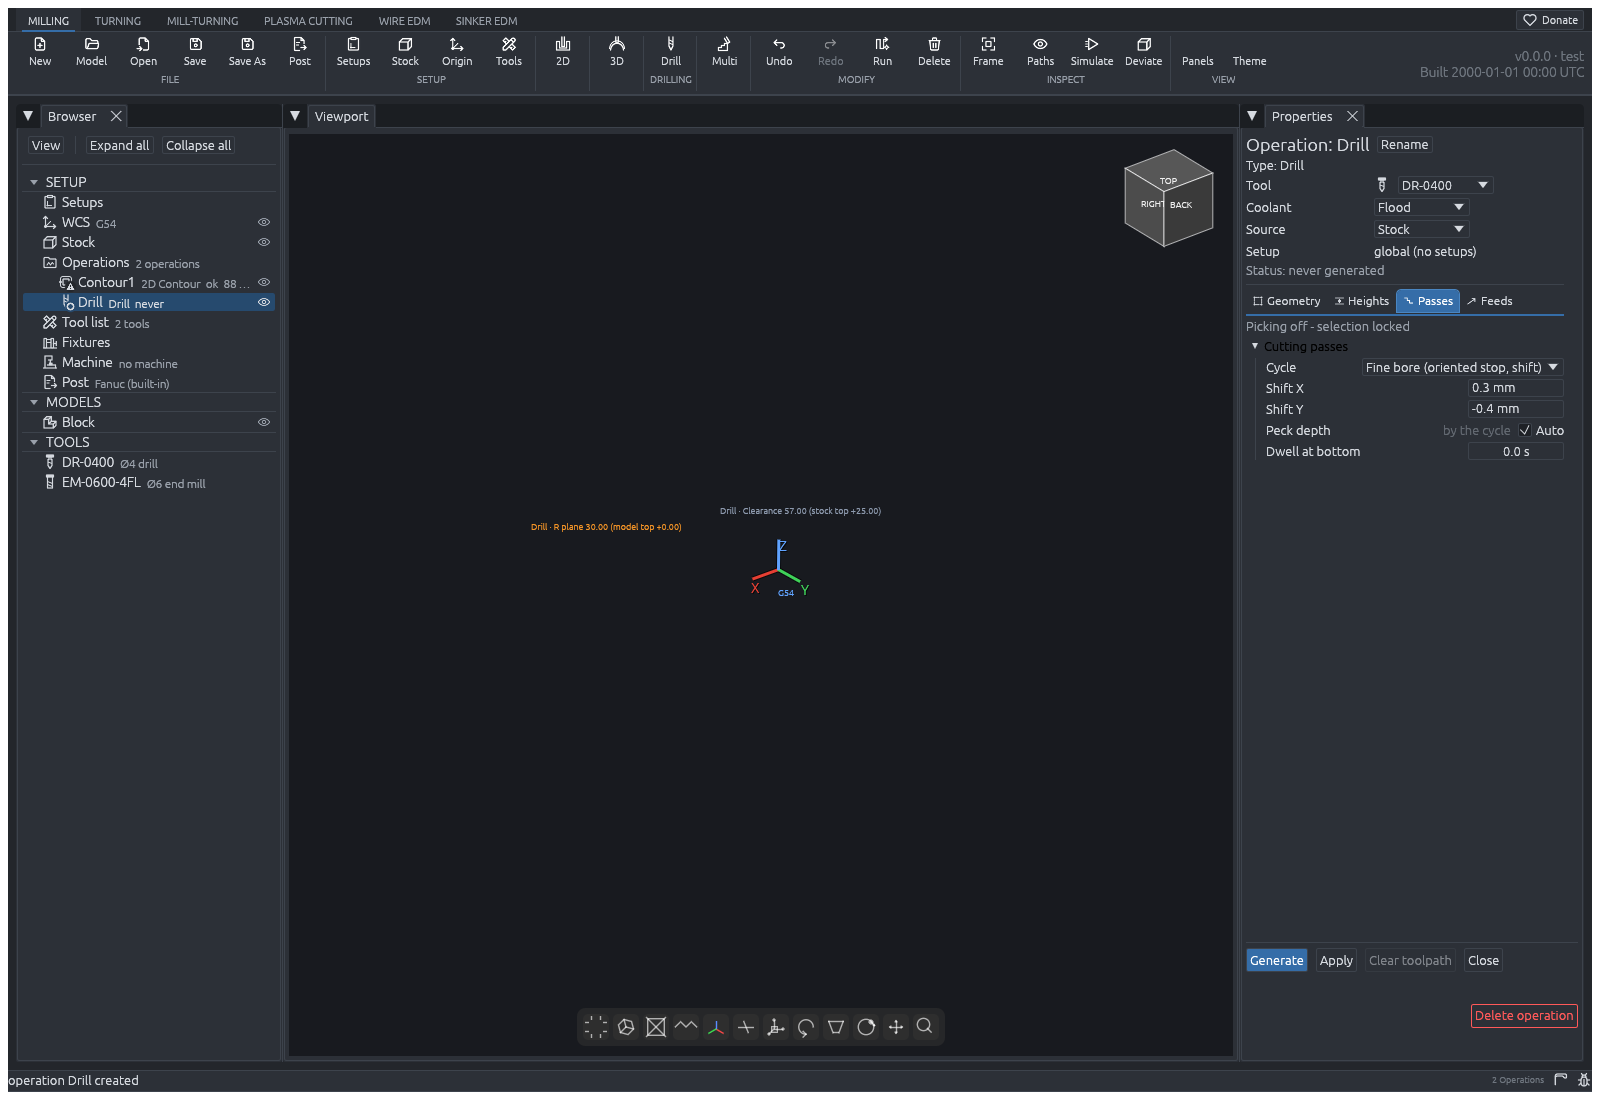 MILLING TURNING MILL-TURNING PLASMA CUTTING WIRE EDM SINKER EDM Donate
New Model Open Save Save As Post Setups Stock Origin Tools 2D 3D Drill Multi Undo Redo Run Delete Frame Paths Simulate Deviate Panels Theme
FILE SETUP DRILLING MODIFY INSPECT VIEW
v0.0.0 · test
Built 2000-01-01 00:00 UTC
Browser
View Expand all Collapse all
SETUP
Setups
WCS G54
Stock
Operations 2 operations
Contour1 2D Contour ok 88 ...
Drill Drill never
Tool list 2 tools
Fixtures
Machine no machine
Post Fanuc (built-in)
MODELS
Block
TOOLS
DR-0400 Ø4 drill
EM-0600-4FL Ø6 end mill
Viewport
TOP
RIGHT BACK
Drill · Clearance 57.00 (stock top +25.00)
Drill · R plane 30.00 (model top +0.00)
Z
X
Y
G54
Properties
Operation: Drill Rename
Type: Drill
Tool DR-0400
Coolant Flood
Source Stock
Setup global (no setups)
Status: never generated
Geometry Heights Passes Feeds
Picking off - selection locked
Cutting passes
Cycle Fine bore (oriented stop, shift)
Shift X 0.3 mm
Shift Y -0.4 mm
Peck depth by the cycle Auto
Dwell at bottom 0.0 s
Generate Apply Clear toolpath Close
Delete operation
operation Drill created
2 Operations